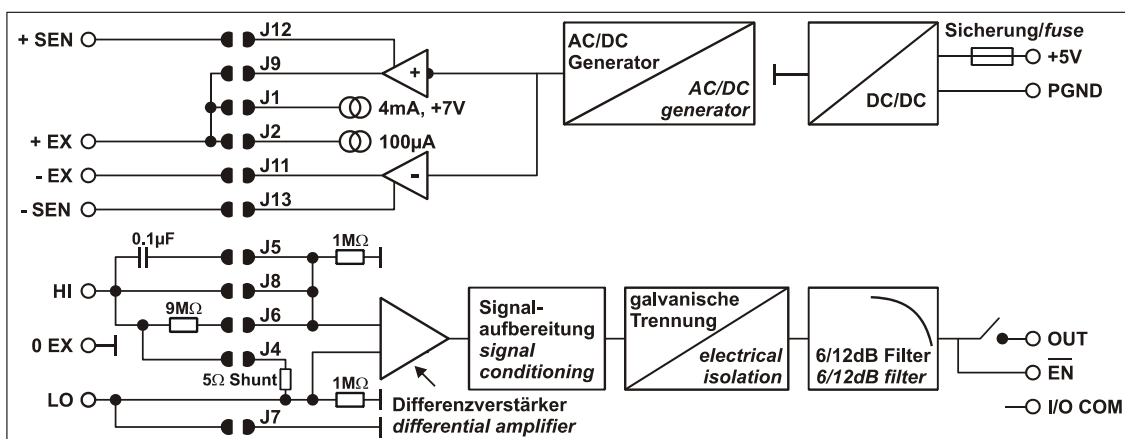 + SEN
J12
J9
J1
4mA, +7V
+ EX
J2
100µA
- EX
J11
- SEN
J13
+
-
AC/DC
Generator
AC/DC
generator
DC/DC
Sicherung/fuse
+5V
PGND
0.1µF
J5
1MΩ
HI
J8
9MΩ
J6
0 EX
J4
5Ω Shunt
LO
1MΩ
J7
Differenzverstärker
differential amplifier
Signal-
aufbereitung
signal
conditioning
galvanische
Trennung
electrical
isolation
6/12dB Filter
6/12dB filter
OUT
EN
I/O COM